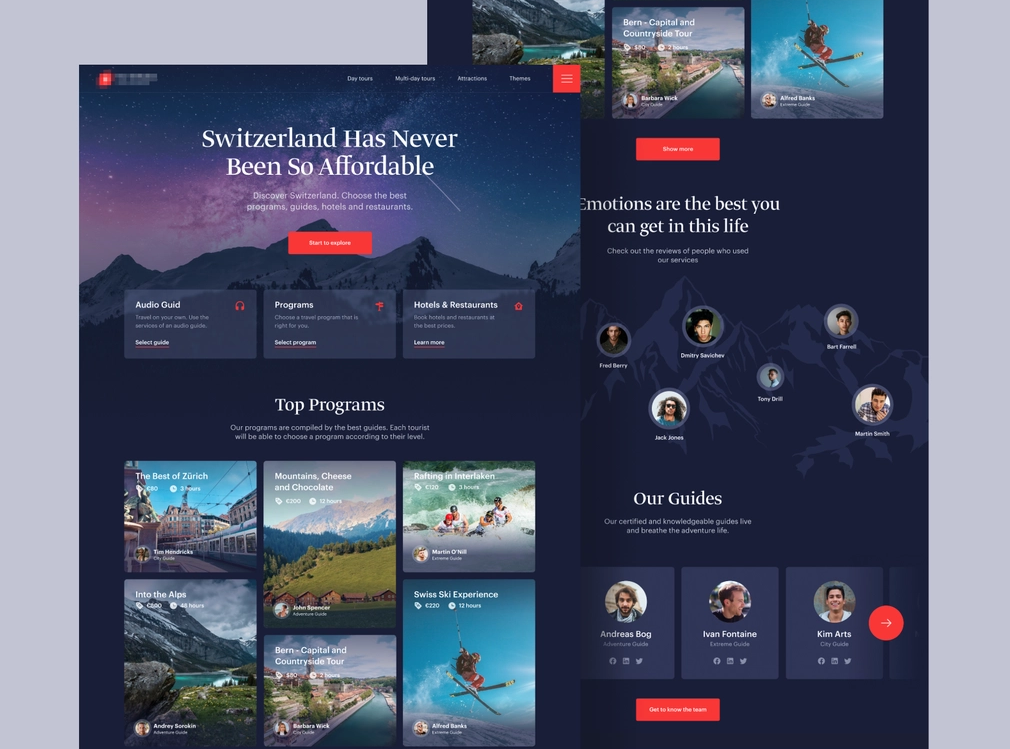 Day tours
Multi-day tours
Attractions
Themes
Switzerland Has Never
Been So Affordable
Discover Switzerland. Choose the best
programs, guides, hotels and restaurants.
Start to explore
Audio Guid
Travel on your own. Use the
services of an audio guide.
Select guide
Programs
Choose a travel program that is
right for you.
Select program
Hotels & Restaurants
Book hotels and restaurants at
the best prices.
Learn more
Top Programs
Our programs are compiled by the best guides. Each tourist
will be able to choose a program according to their level.
The Best of Zürich
€80
3 hours
Tim Hendricks
City Guide
Mountains, Cheese
and Chocolate
€200
12 hours
John Spencer
Adventure Guide
Rafting in Interlaken
€120
3 hours
Martin O'Nill
Extreme Guide
Into the Alps
€500
48 hours
Andrey Sorokin
Adventure Guide
Bern - Capital and
Countryside Tour
$80
2 hours
Barbara Wick
City Guide
Swiss Ski Experience
€220
12 hours
Alfred Banks
Extreme Guide
Bern - Capital and
Countryside Tour
$80
2 hours
Barbara Wick
City Guide
Alfred Banks
Extreme Guide
Show more
Emotions are the best you
can get in this life
Check out the reviews of people who used
our services
Fred Berry
Dmitry Savichev
Bart Farrell
Tony Drill
Jack Jones
Martin Smith
Our Guides
Our certified and knowledgeable guides live
and breathe the adventure life.
Andreas Bog
Adventure Guide
Ivan Fontaine
Extreme Guide
Kim Arts
City Guide
Get to know the team